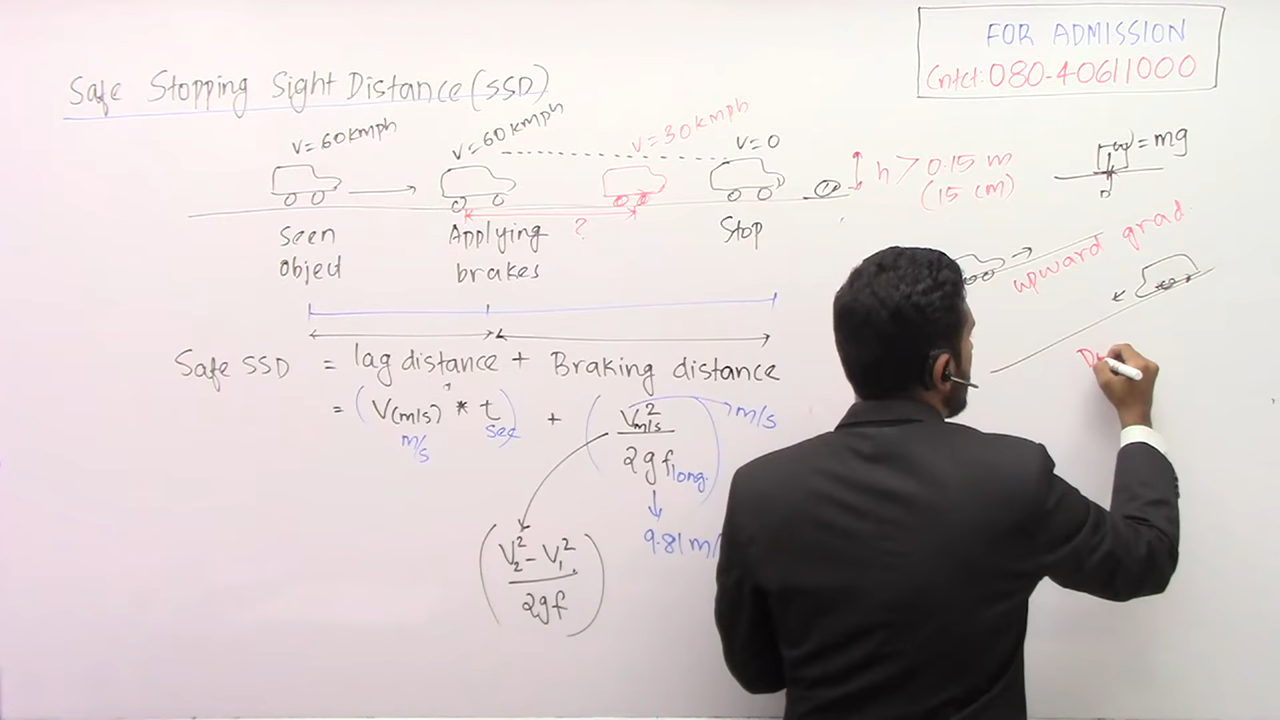 FOR ADMISSION
Cntct: 080-40611000
Safe Stopping Sight Distance (SSD)
V=60kmph
V=60kmph
V=30kmph
V=0
h > 0.15 m
(15 cm)
= mg
Seen
object
Applying
brakes
?
Stop
upward grad.
Safe SSD = lag distance + Braking distance
= (V(m/s) * t) + (V²m/s / 2gf long.)
m/s
sec
m/s
9.81 m/
(V₂² - V₁² / 2gf)